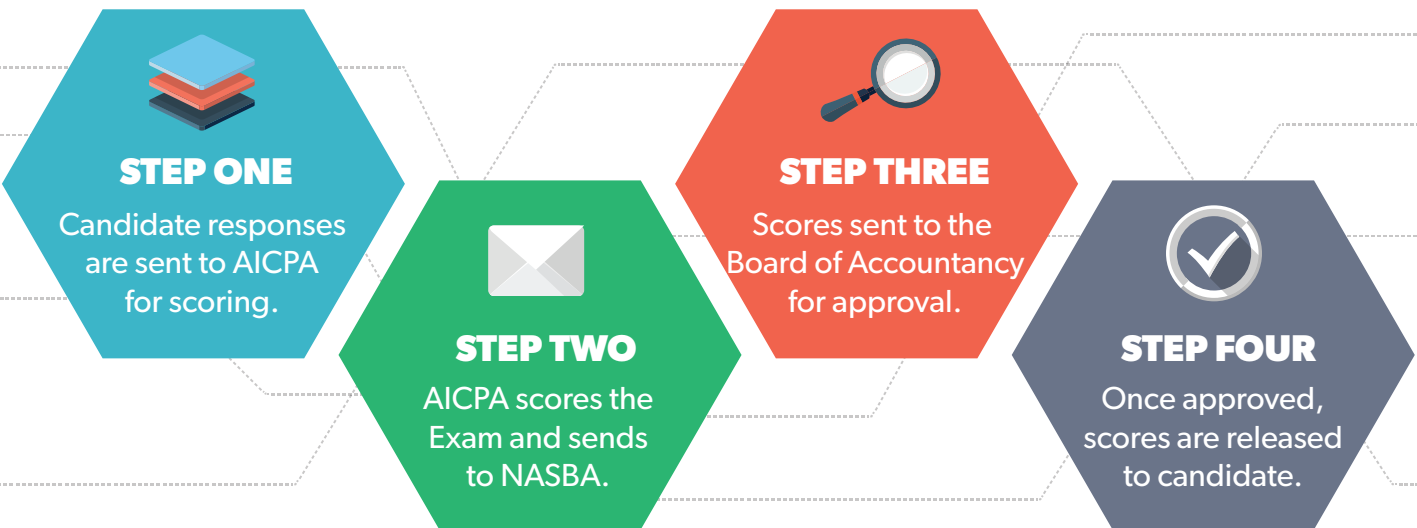 STEP ONE
Candidate responses
are sent to AICPA
for scoring.
STEP TWO
AICPA scores the
Exam and sends
to NASBA.
STEP THREE
Scores sent to the
Board of Accountancy
for approval.
STEP FOUR
Once approved,
scores are released
to candidate.